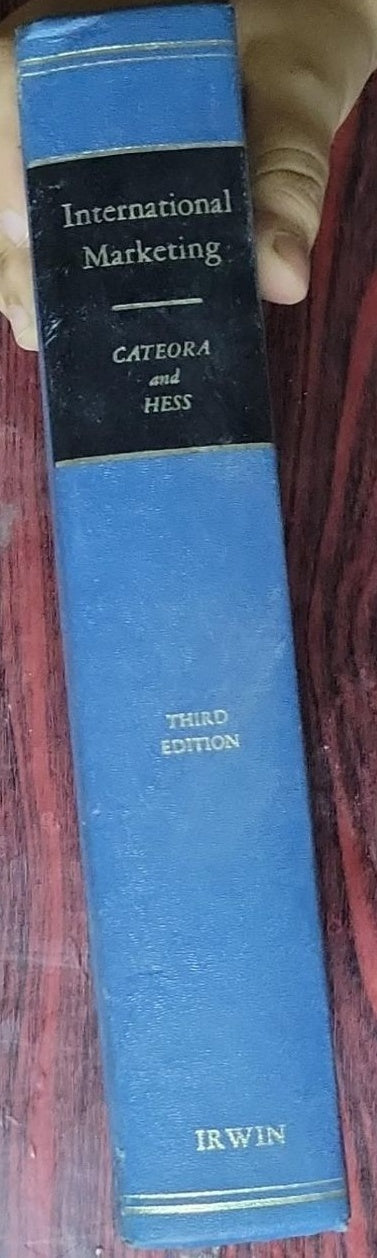 International
Marketing
CATEORA
and
HESS
THIRD
EDITION
IRWIN